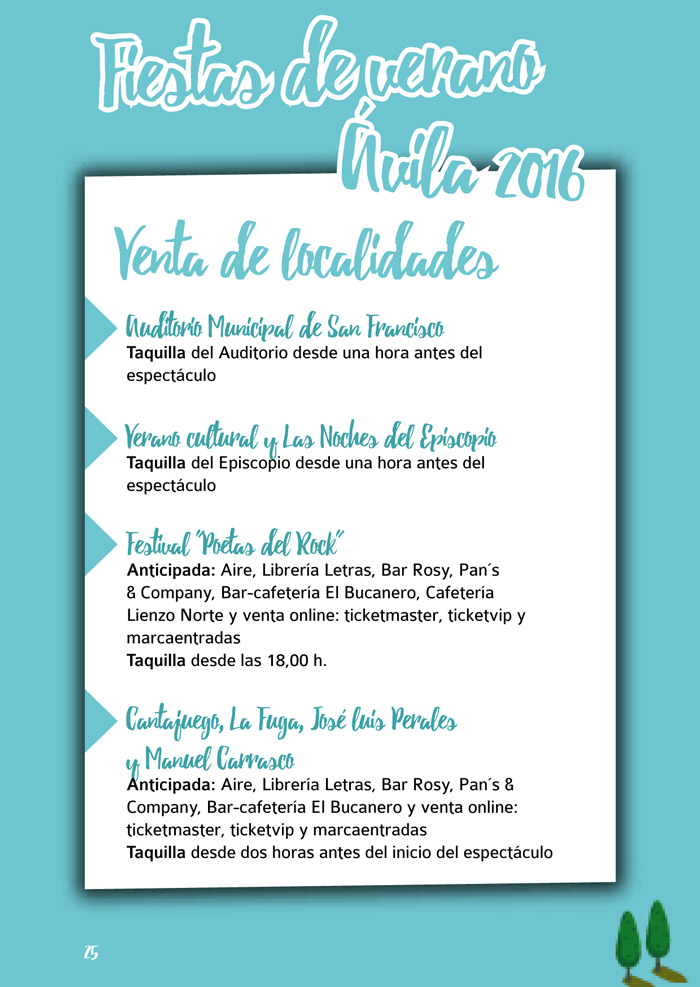 Fiestas de verano
Ávila 2016
Venta de localidades
Auditorio Municipal de San Francisco
Taquilla del Auditorio desde una hora antes del
espectáculo
Verano cultural y Las Noches del Episcopio
Taquilla del Episcopio desde una hora antes del
espectáculo
Festival "Poetas del Rock"
Anticipada: Aire, Librería Letras, Bar Rosy, Pan´s
& Company, Bar-cafetería El Bucanero, Cafetería
Lienzo Norte y venta online: ticketmaster, ticketvip y
marcaentradas
Taquilla desde las 18,00 h.
Cantajuego, La Fuga, José luis Perales
y Manuel Carrasco
Anticipada: Aire, Librería Letras, Bar Rosy, Pan´s &
Company, Bar-cafetería El Bucanero y venta online:
ticketmaster, ticketvip y marcaentradas
Taquilla desde dos horas antes del inicio del espectáculo
25